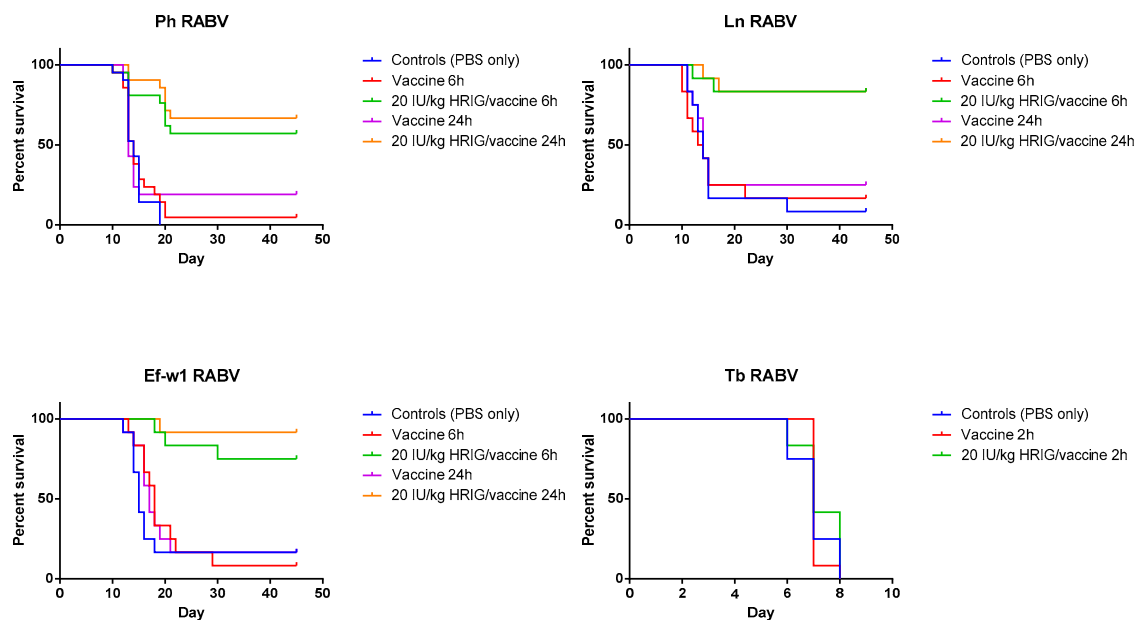 Ph RABV
Percent survival
100
50
0
0 10 20 30 40 50
Day
Controls (PBS only)
Vaccine 6h
20 IU/kg HRIG/vaccine 6h
Vaccine 24h
20 IU/kg HRIG/vaccine 24h
Ln RABV
Percent survival
100
50
0
0 10 20 30 40 50
Day
Controls (PBS only)
Vaccine 6h
20 IU/kg HRIG/vaccine 6h
Vaccine 24h
20 IU/kg HRIG/vaccine 24h
Ef-w1 RABV
Percent survival
100
50
0
0 10 20 30 40 50
Day
Controls (PBS only)
Vaccine 6h
20 IU/kg HRIG/vaccine 6h
Vaccine 24h
20 IU/kg HRIG/vaccine 24h
Tb RABV
Percent survival
100
50
0
0 2 4 6 8 10
Day
Controls (PBS only)
Vaccine 2h
20 IU/kg HRIG/vaccine 2h